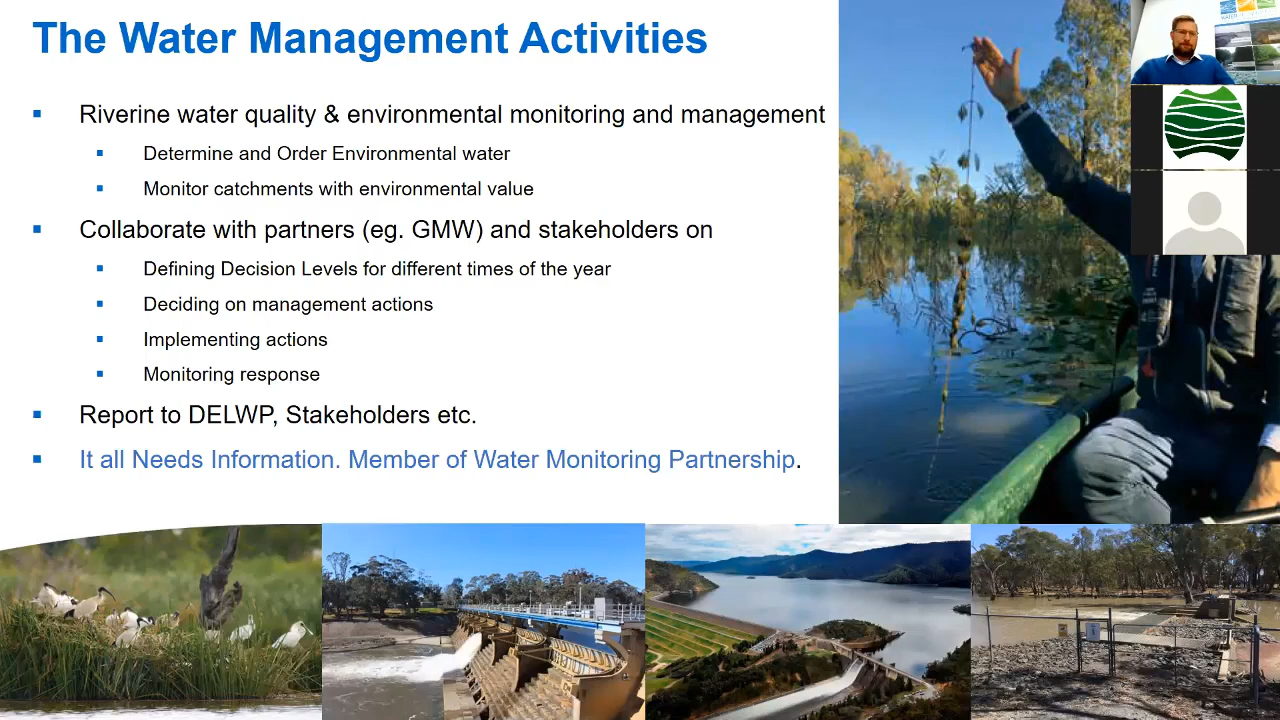 The Water Management Activities
Riverine water quality & environmental monitoring and management
Determine and Order Environmental water
Monitor catchments with environmental value
Collaborate with partners (eg. GMW) and stakeholders on
Defining Decision Levels for different times of the year
Deciding on management actions
Implementing actions
Monitoring response
Report to DELWP, Stakeholders etc.
It all Needs Information. Member of Water Monitoring Partnership.